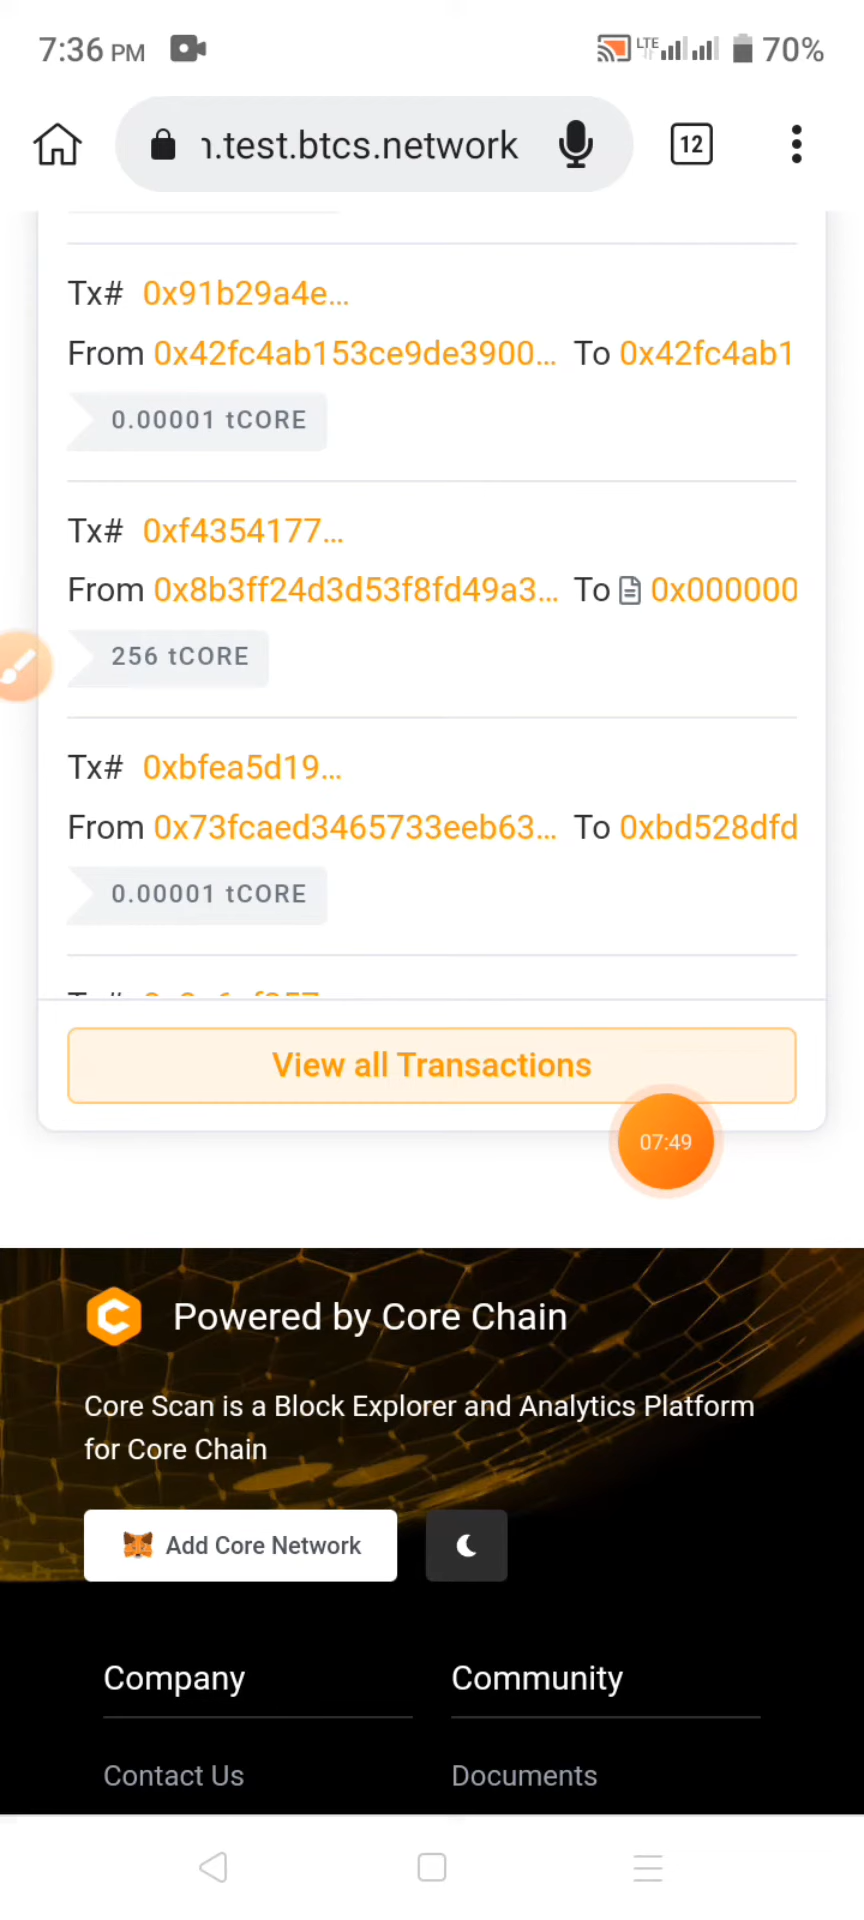 7:36 PM LTE 70%
ı.test.btcs.network 12
Tx# 0x91b29a4e...
From 0x42fc4ab153ce9de3900... To 0x42fc4ab1
0.00001 tCORE
Tx# 0xf4354177...
From 0x8b3ff24d3d53f8fd49a3... To 0x000000
256 tCORE
Tx# 0xbfea5d19...
From 0x73fcaed3465733eeb63... To 0xbd528dfd
0.00001 tCORE
View all Transactions
07:49
Powered by Core Chain
Core Scan is a Block Explorer and Analytics Platform
for Core Chain
Add Core Network
Company Community
Contact Us Documents